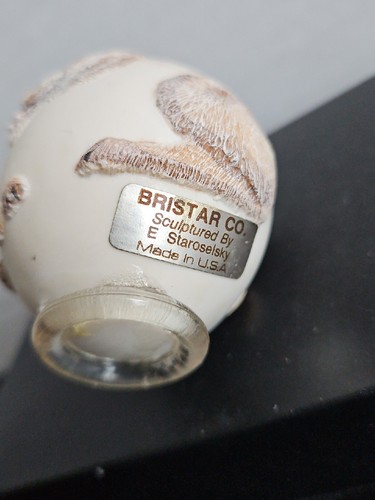 BRISTAR CO.
Sculptured By
E Staroselsky
Made In U.S.A